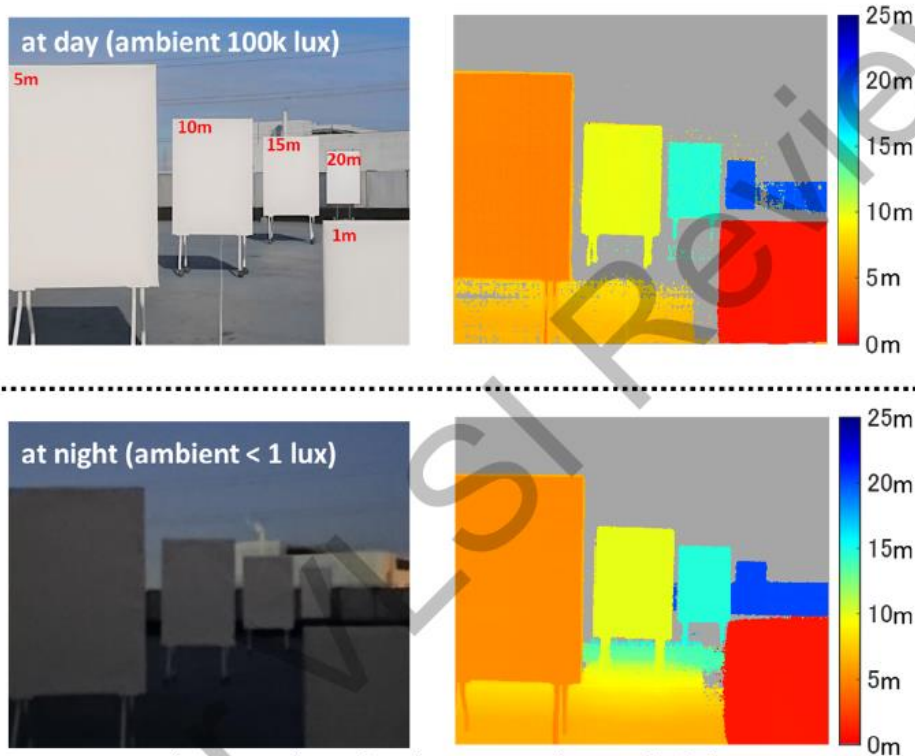 at day (ambient 100k lux)
5m
10m
15m
20m
1m
25m
20m
15m
10m
5m
0m
at night (ambient < 1 lux)
25m
20m
15m
10m
5m
0m
VLSI Review